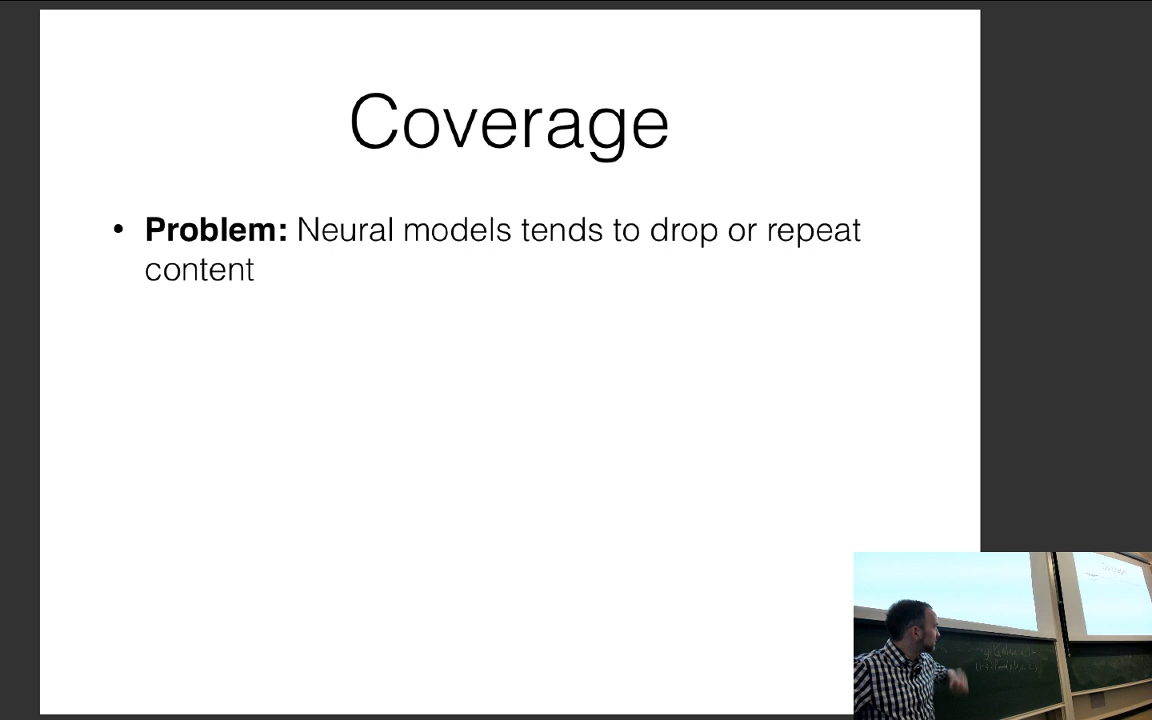 Coverage
• Problem: Neural models tends to drop or repeat
content